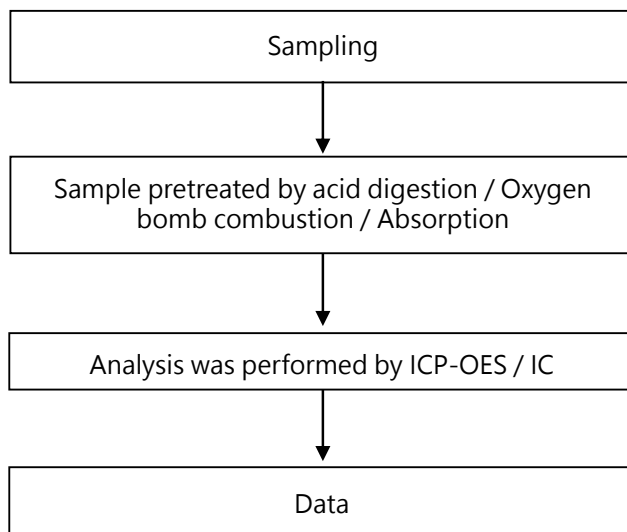 Sampling
Sample pretreated by acid digestion / Oxygen
bomb combustion / Absorption
Analysis was performed by ICP-OES / IC
Data